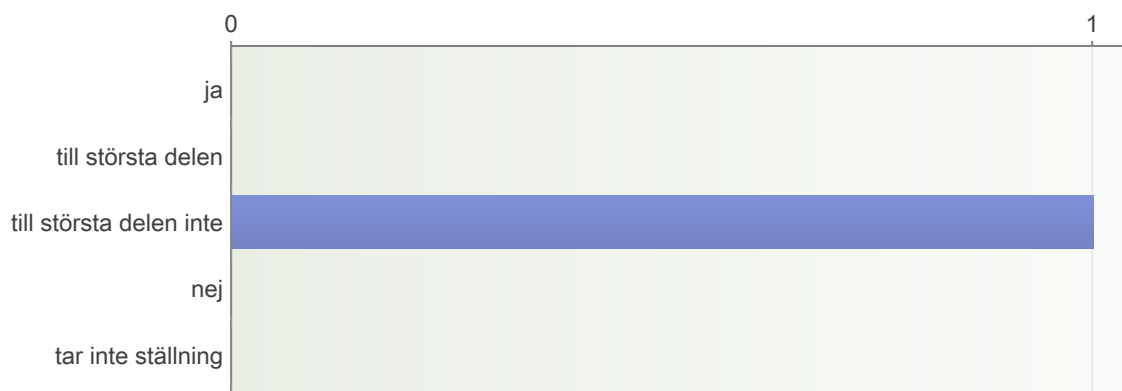 0 1
ja
till största delen
till största delen inte
nej
tar inte ställning